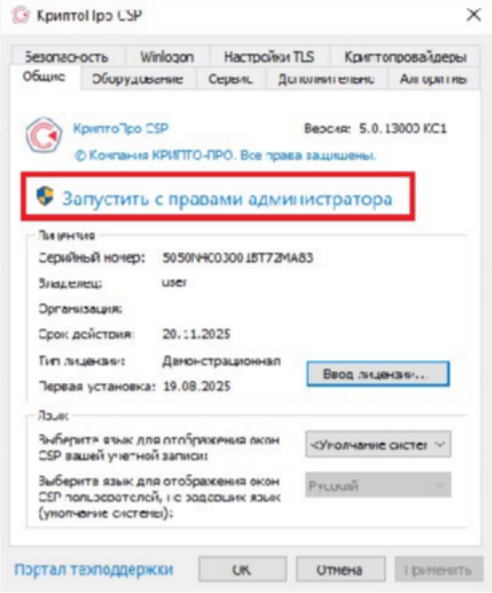 КриптоПро CSP
Безопасность Winlogon Настройки TLS Криптопровайдеры
Общие Оборудование Сервис Дополнительно Алгоритмы
КриптоПро CSP Версия: 5.0.13000 КС1
© Компания КРИПТО-ПРО. Все права защищены.
Запустить с правами администратора
Лицензия
Серийный номер:
Владелец: user
Организация:
Срок действия: 20.11.2025
Тип лицензии: Демонстрационная
Ввод лицензии...
Первая установка: 19.08.2025
Язык
Выберите язык для отображения окон
CSP вашей учетной записи:
<Умолчание систем
Выберите язык для отображения окон
CSP пользователей, не задавших язык
(умолчание системы):
Русский
Портал техподдержки ОК Отмена Применить